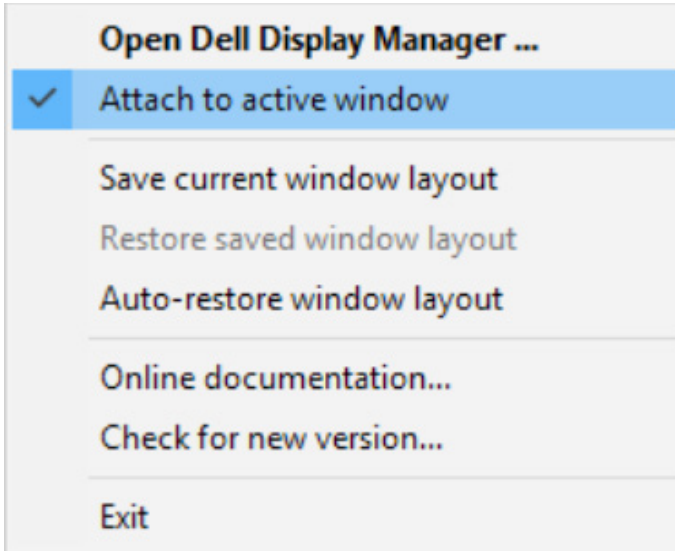 Open Dell Display Manager ...
Attach to active window
Save current window layout
Restore saved window layout
Auto-restore window layout
Online documentation...
Check for new version...
Exit